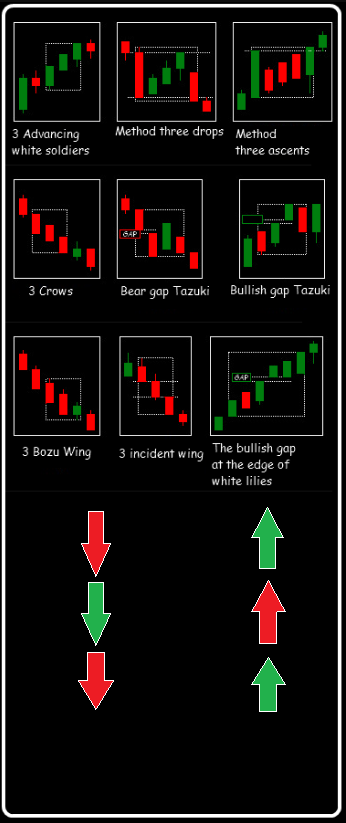 3 Advancing
white soldiers
Method three drops
Method
three ascents
GAP
3 Crows
Bear gap Tazuki
Bullish gap Tazuki
GAP
3 Bozu Wing
3 incident wing
The bullish gap
at the edge of
white lilies